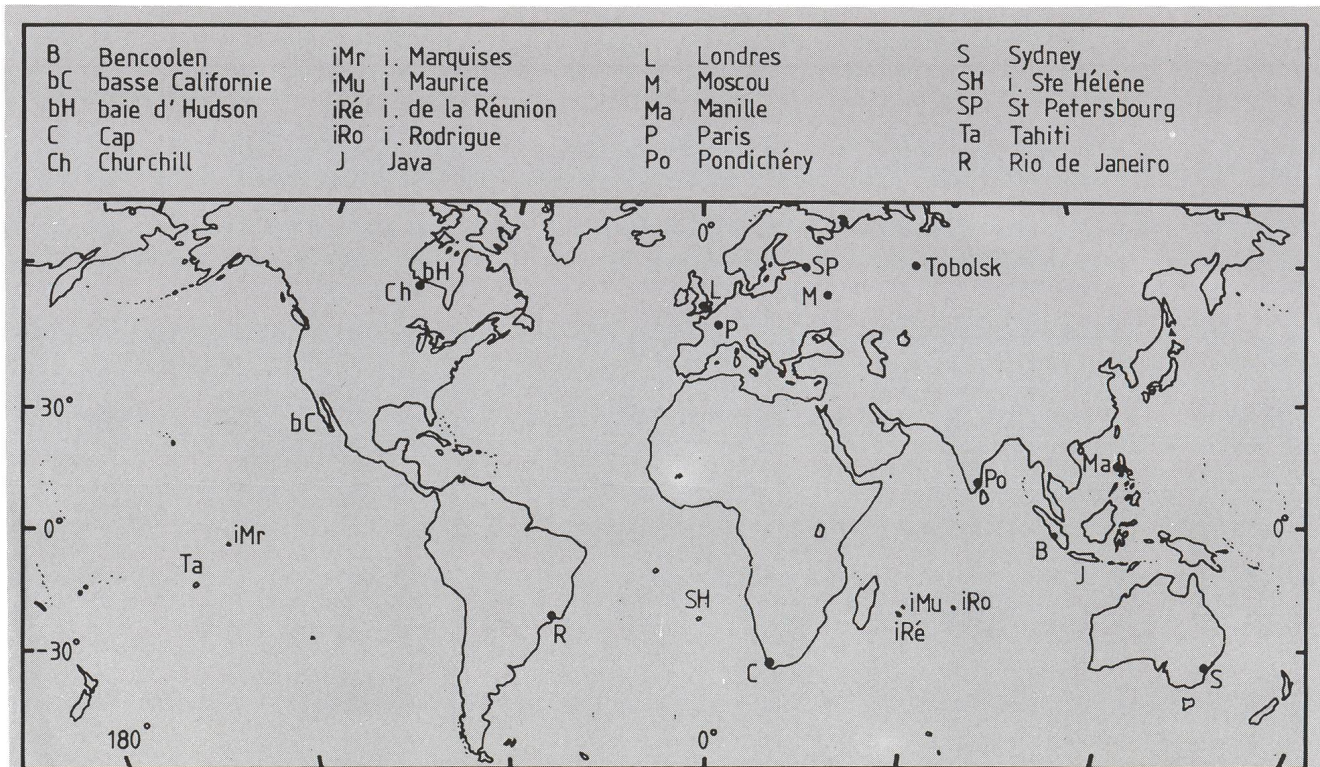 B Bencoolen iMr i. Marquises L Londres S Sydney
bC basse Californie iMu i. Maurice M Moscou SH i. Ste Hélène
bH baie d'Hudson iRé i. de la Réunion Ma Manille SP St Petersbourg
C Cap iRo i. Rodrigue P Paris Ta Tahiti
Ch Churchill J Java Po Pondichéry R Rio de Janeiro
0°
bH SP Tobolsk
Ch L M
P
30° bC
Ma
Po
0° iMr 0°
B
Ta J
SH iMu iRo
R iRé
-30° C S
180° 0°